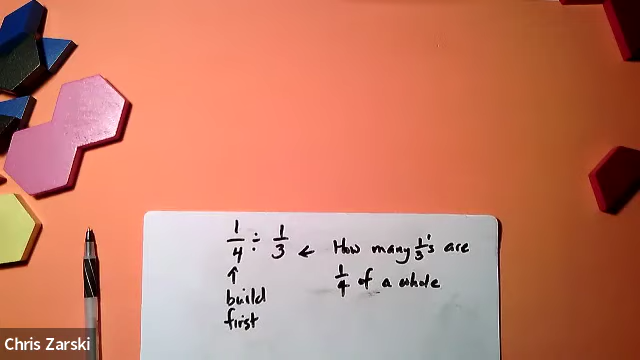 1/4 ÷ 1/3 ← How many 1/3's are
↑ 1/4 of a whole
build
first
Chris Zarski